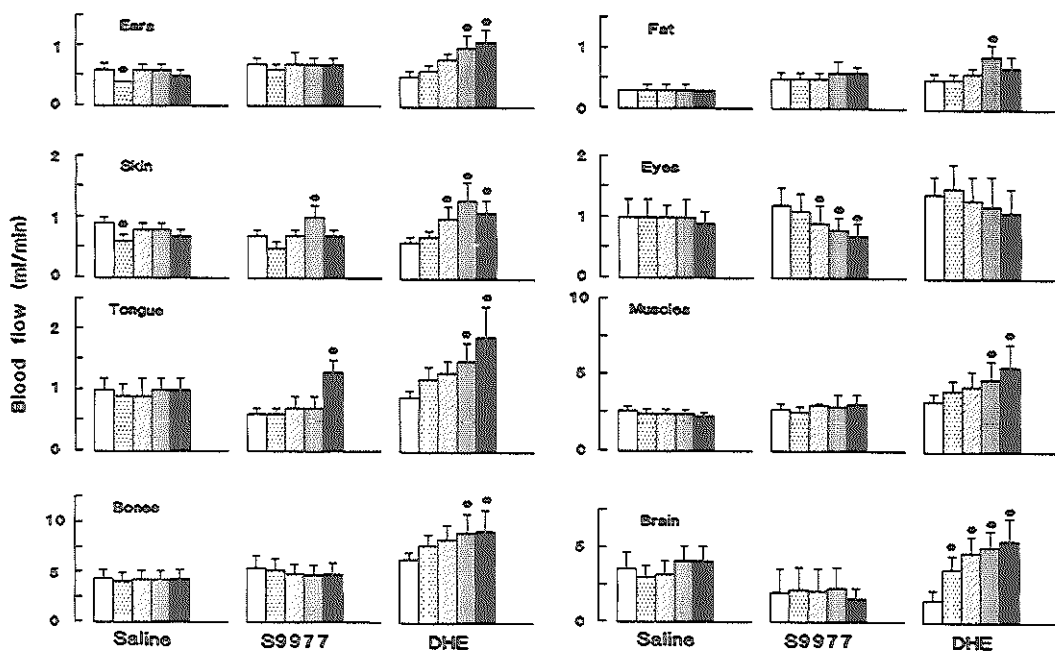 Ears
1
0
Fat
1
0
Skin
2
1
0
Eyes
2
1
0
Blood flow (ml/min)
Tongue
2
1
0
Muscles
10
5
0
Bones
10
5
0
Brain
5
0
Saline S9977 DHE
Saline S9977 DHE